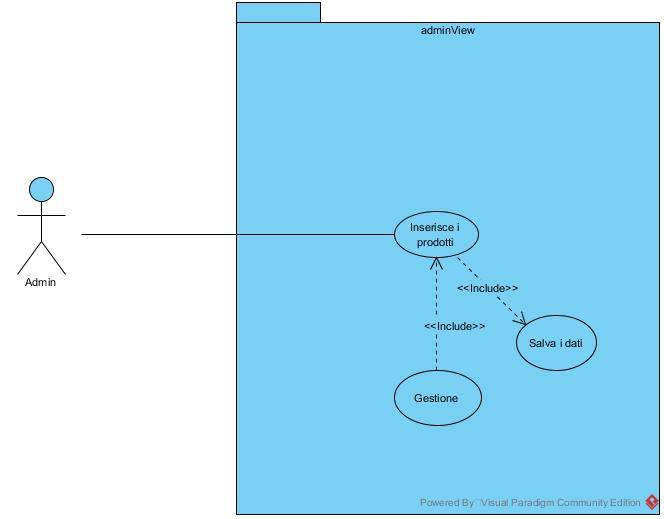 adminView
Inserisce i
prodotti
<<Include>>
Admin
<<Include>>
Salva i dati
Gestione
Powered By Visual Paradigm Community Edition